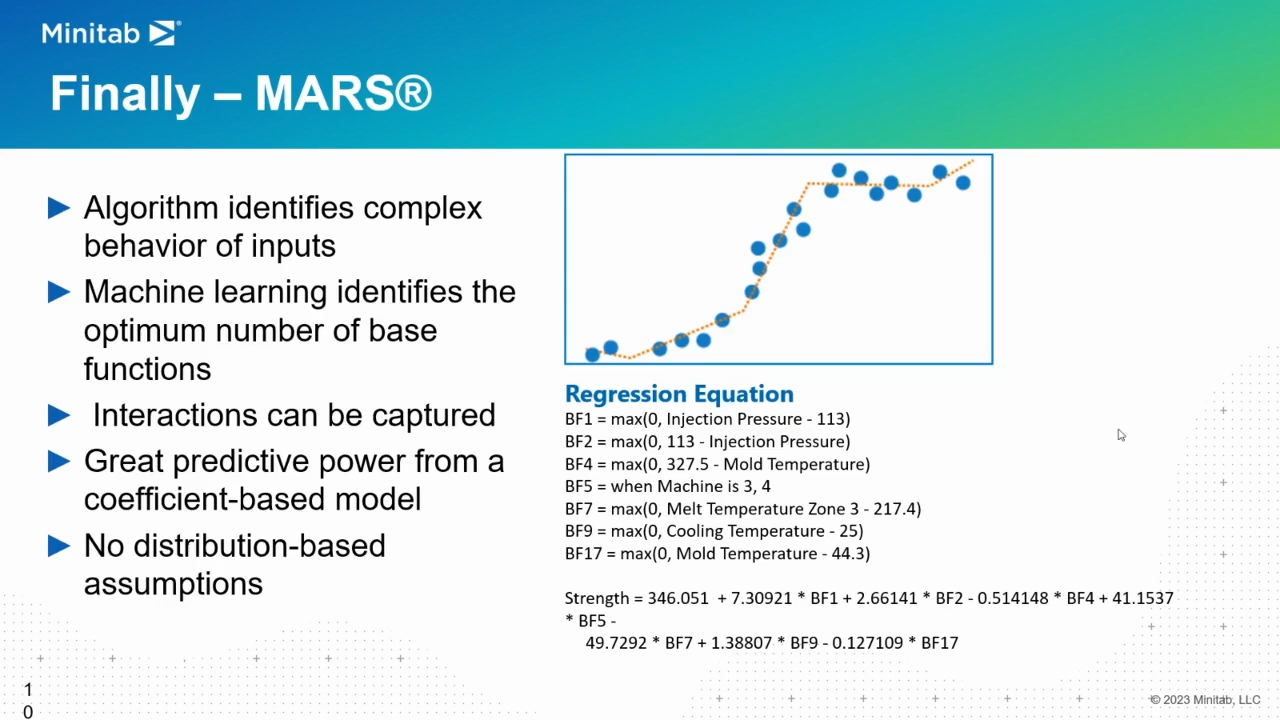 Minitab
Finally – MARS®
Algorithm identifies complex
behavior of inputs
Machine learning identifies the
optimum number of base
functions
Interactions can be captured
Great predictive power from a
coefficient-based model
No distribution-based
assumptions
Regression Equation
BF1 = max(0, Injection Pressure - 113)
BF2 = max(0, 113 - Injection Pressure)
BF4 = max(0, 327.5 - Mold Temperature)
BF5 = when Machine is 3, 4
BF7 = max(0, Melt Temperature Zone 3 - 217.4)
BF9 = max(0, Cooling Temperature - 25)
BF17 = max(0, Mold Temperature - 44.3)
Strength = 346.051 + 7.30921 * BF1 + 2.66141 * BF2 - 0.514148 * BF4 + 41.1537
* BF5 -
49.7292 * BF7 + 1.38807 * BF9 - 0.127109 * BF17
1
0
© 2023 Minitab, LLC